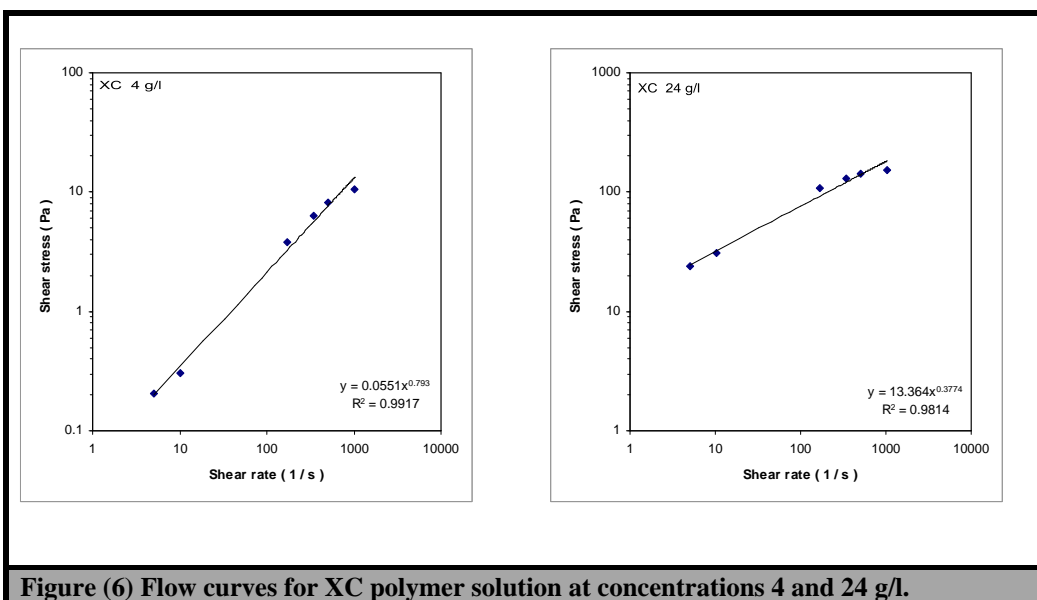 XC 4 g/l
100
10
1
0.1
1
10
100
1000
10000
Shear stress ( Pa )
Shear rate ( 1 / s )
y = 0.0551x^0.793
R² = 0.9917
XC 24 g/l
1000
100
10
1
1
10
100
1000
10000
Shear stress ( Pa )
Shear rate ( 1 / s )
y = 13.364x^0.3774
R² = 0.9814
Figure (6) Flow curves for XC polymer solution at concentrations 4 and 24 g/l.